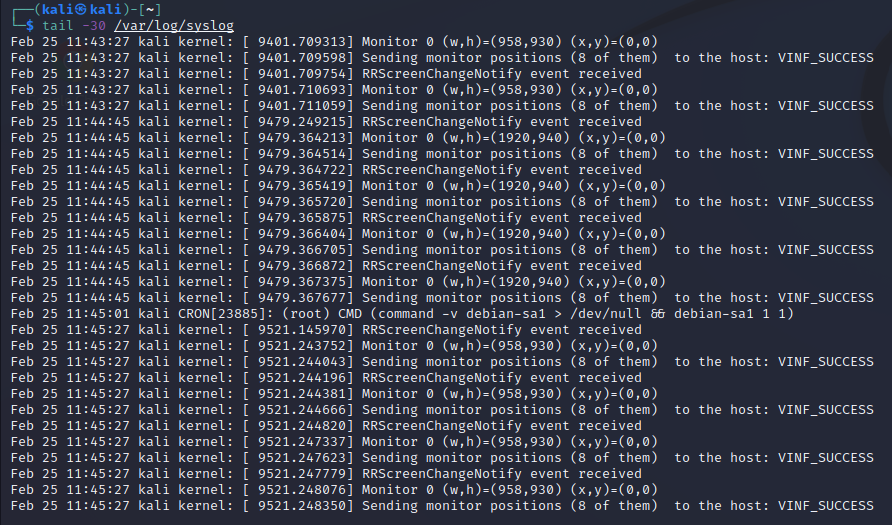 ┌──(kali㉿kali)-[~]
└─$ tail -30 /var/log/syslog
Feb 25 11:43:27 kali kernel: [ 9401.709313] Monitor 0 (w,h)=(958,930) (x,y)=(0,0)
Feb 25 11:43:27 kali kernel: [ 9401.709598] Sending monitor positions (8 of them)  to the host: VINF_SUCCESS
Feb 25 11:43:27 kali kernel: [ 9401.709754] RRScreenChangeNotify event received
Feb 25 11:43:27 kali kernel: [ 9401.710693] Monitor 0 (w,h)=(958,930) (x,y)=(0,0)
Feb 25 11:43:27 kali kernel: [ 9401.711059] Sending monitor positions (8 of them)  to the host: VINF_SUCCESS
Feb 25 11:44:45 kali kernel: [ 9479.249215] RRScreenChangeNotify event received
Feb 25 11:44:45 kali kernel: [ 9479.364213] Monitor 0 (w,h)=(1920,940) (x,y)=(0,0)
Feb 25 11:44:45 kali kernel: [ 9479.364514] Sending monitor positions (8 of them)  to the host: VINF_SUCCESS
Feb 25 11:44:45 kali kernel: [ 9479.364722] RRScreenChangeNotify event received
Feb 25 11:44:45 kali kernel: [ 9479.365419] Monitor 0 (w,h)=(1920,940) (x,y)=(0,0)
Feb 25 11:44:45 kali kernel: [ 9479.365720] Sending monitor positions (8 of them)  to the host: VINF_SUCCESS
Feb 25 11:44:45 kali kernel: [ 9479.365875] RRScreenChangeNotify event received
Feb 25 11:44:45 kali kernel: [ 9479.366404] Monitor 0 (w,h)=(1920,940) (x,y)=(0,0)
Feb 25 11:44:45 kali kernel: [ 9479.366705] Sending monitor positions (8 of them)  to the host: VINF_SUCCESS
Feb 25 11:44:45 kali kernel: [ 9479.366872] RRScreenChangeNotify event received
Feb 25 11:44:45 kali kernel: [ 9479.367375] Monitor 0 (w,h)=(1920,940) (x,y)=(0,0)
Feb 25 11:44:45 kali kernel: [ 9479.367677] Sending monitor positions (8 of them)  to the host: VINF_SUCCESS
Feb 25 11:45:01 kali CRON[23885]: (root) CMD (command -v debian-sa1 > /dev/null && debian-sa1 1 1)
Feb 25 11:45:27 kali kernel: [ 9521.145970] RRScreenChangeNotify event received
Feb 25 11:45:27 kali kernel: [ 9521.243752] Monitor 0 (w,h)=(958,930) (x,y)=(0,0)
Feb 25 11:45:27 kali kernel: [ 9521.244043] Sending monitor positions (8 of them)  to the host: VINF_SUCCESS
Feb 25 11:45:27 kali kernel: [ 9521.244196] RRScreenChangeNotify event received
Feb 25 11:45:27 kali kernel: [ 9521.244381] Monitor 0 (w,h)=(958,930) (x,y)=(0,0)
Feb 25 11:45:27 kali kernel: [ 9521.244666] Sending monitor positions (8 of them)  to the host: VINF_SUCCESS
Feb 25 11:45:27 kali kernel: [ 9521.244820] RRScreenChangeNotify event received
Feb 25 11:45:27 kali kernel: [ 9521.247337] Monitor 0 (w,h)=(958,930) (x,y)=(0,0)
Feb 25 11:45:27 kali kernel: [ 9521.247623] Sending monitor positions (8 of them)  to the host: VINF_SUCCESS
Feb 25 11:45:27 kali kernel: [ 9521.247779] RRScreenChangeNotify event received
Feb 25 11:45:27 kali kernel: [ 9521.248076] Monitor 0 (w,h)=(958,930) (x,y)=(0,0)
Feb 25 11:45:27 kali kernel: [ 9521.248350] Sending monitor positions (8 of them)  to the host: VINF_SUCCESS